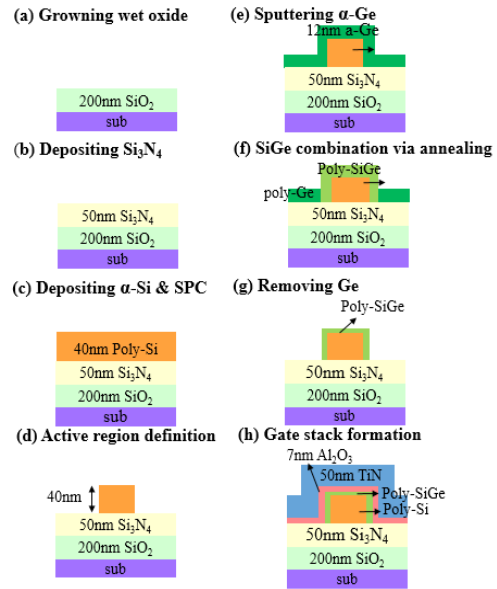 (a) Growning wet oxide
200nm SiO₂
sub
(b) Depositing Si₃N₄
50nm Si₃N₄
200nm SiO₂
sub
(c) Depositing α-Si & SPC
40nm Poly-Si
50nm Si₃N₄
200nm SiO₂
sub
(d) Active region definition
40nm
50nm Si₃N₄
200nm SiO₂
sub
(e) Sputtering α-Ge
12nm a-Ge
50nm Si₃N₄
200nm SiO₂
sub
(f) SiGe combination via annealing
Poly-SiGe
poly-Ge
50nm Si₃N₄
200nm SiO₂
sub
(g) Removing Ge
Poly-SiGe
50nm Si₃N₄
200nm SiO₂
sub
(h) Gate stack formation
7nm Al₂O₃
50nm TiN
Poly-SiGe
Poly-Si
50nm Si₃N₄
200nm SiO₂
sub